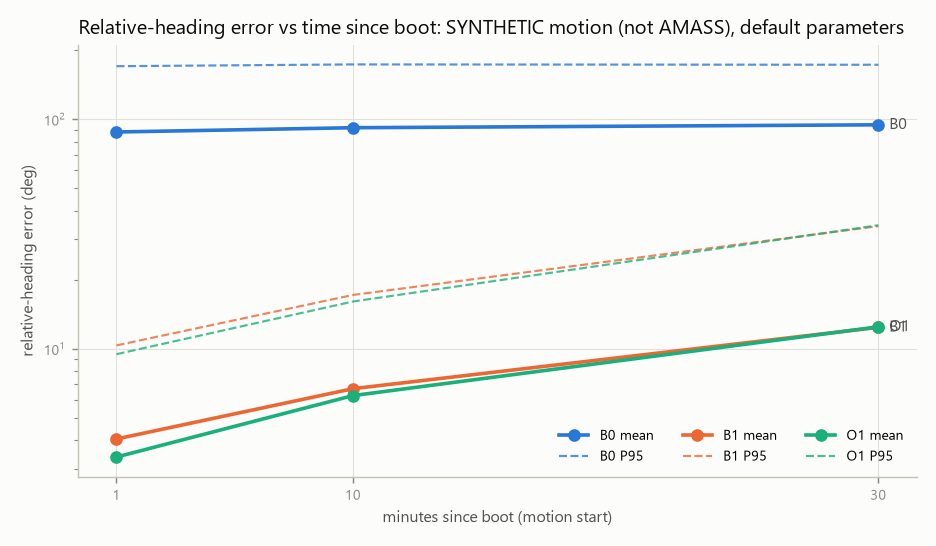 Relative-heading error vs time since boot: SYNTHETIC motion (not AMASS), default parameters
relative-heading error (deg)
10²
10¹
B0
B0 mean
B1 mean
O1 mean
B0 P95
B1 P95
O1 P95
1
10
30
minutes since boot (motion start)